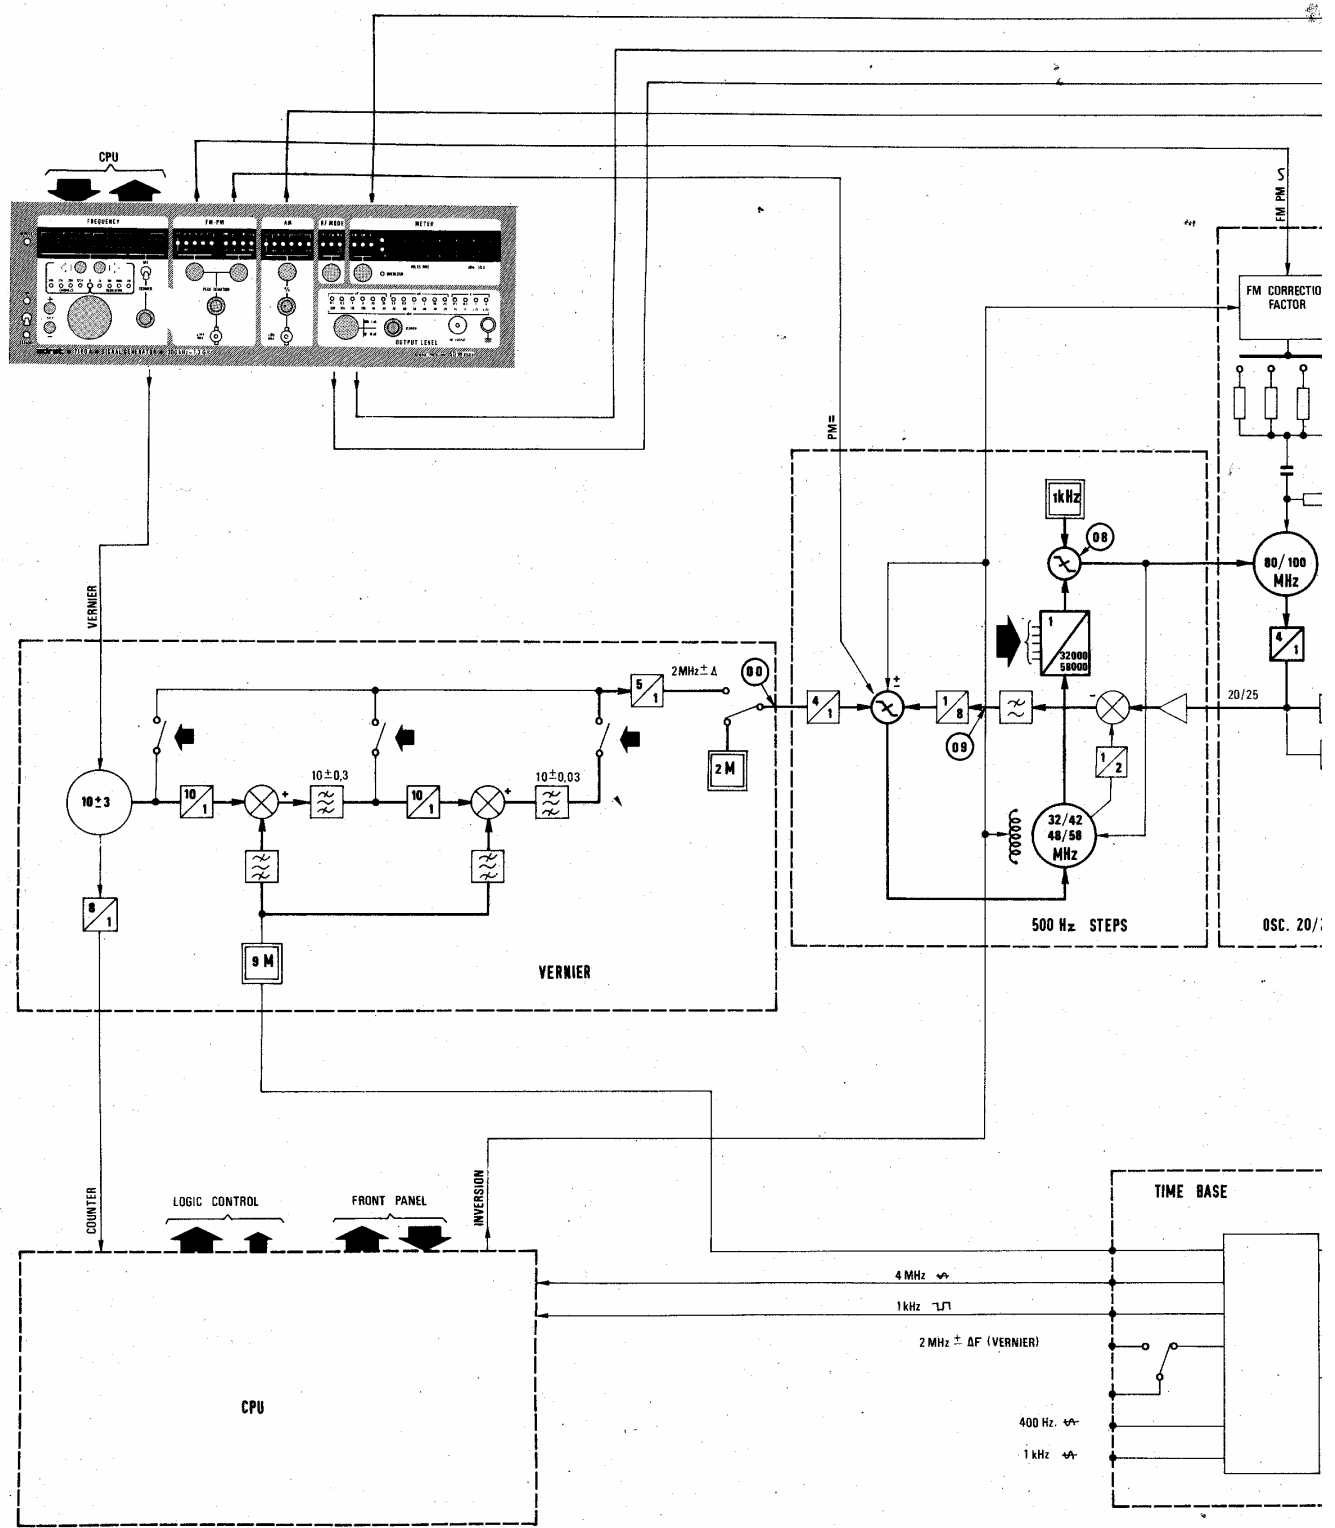 CPU
FREQUENCY
FM-PM
AM
RF MODE
METER
OUTPUT LEVEL
FM PM
FM CORRECTIO
FACTOR
PM=
1kHz
08
80/100
MHz
VERNIER
1
32000
58000
4
1
2MHz ± Δ
00
5
1
4
1
1
8
-
20/25
±
09
2 M
1
2
10±3
10
1
+
10±0,3
10
1
+
10±0,03
32/42
48/58
MHz
8
1
9 M
VERNIER
500 Hz STEPS
OSC. 20/
COUNTER
LOGIC CONTROL
FRONT PANEL
INVERSION
TIME BASE
4 MHz
1 kHz
2 MHz ± ΔF (VERNIER)
CPU
400 Hz.
1 kHz